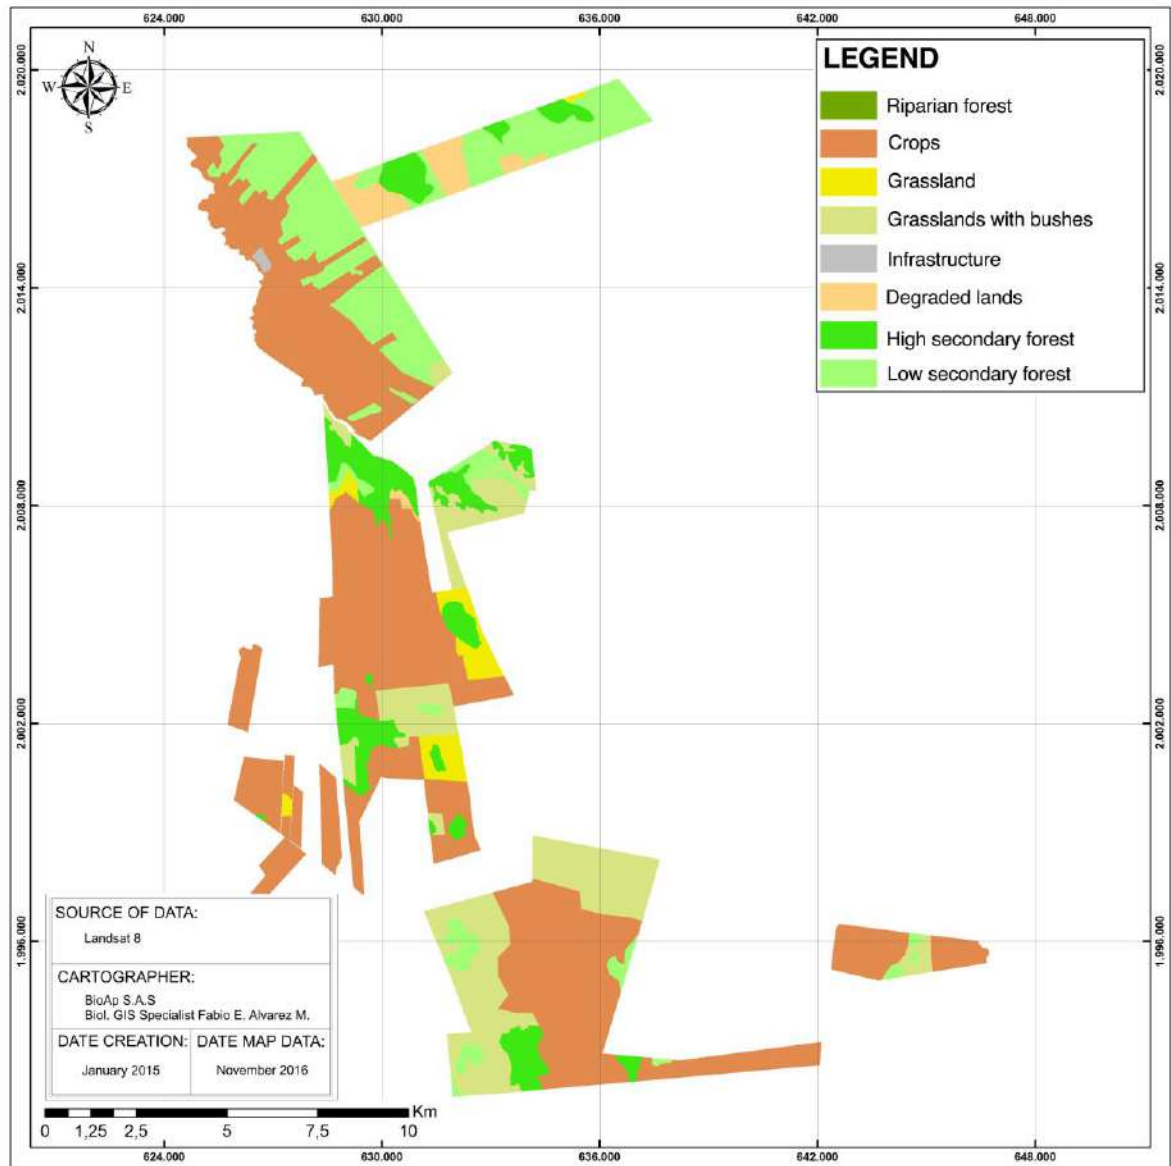 624.000 630.000 636.000 642.000 648.000
N
W E
S
2.020.000
2.014.000
2.008.000
2.002.000
1.996.000
LEGEND
Riparian forest
Crops
Grassland
Grasslands with bushes
Infrastructure
Degraded lands
High secondary forest
Low secondary forest
2.020.000
2.014.000
2.008.000
2.002.000
1.996.000
SOURCE OF DATA:
Landsat 8
CARTOGRAPHER:
BioAp S.A.S
Biol. GIS Specialist Fabio E. Alvarez M.
DATE CREATION: DATE MAP DATA:
January 2015 November 2016
Km
0 1,25 2,5 5 7,5 10
624.000 630.000 636.000 642.000 648.000